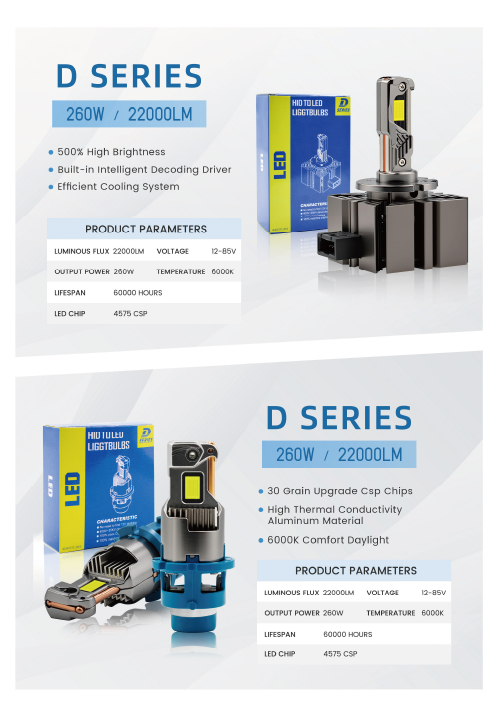 D SERIES
260W / 22000LM
500% High Brightness
Built-in Intelligent Decoding Driver
Efficient Cooling System
PRODUCT PARAMETERS
LUMINOUS FLUX 22000LM VOLTAGE 12-85V
OUTPUT POWER 260W TEMPERATURE 6000K
LIFESPAN 60000 HOURS
LED CHIP 4575 CSP
HID TO LED
LIGGTBULBS
D
SERIES
LED
LED
CHARACTERISTIC
D SERIES
260W / 22000LM
30 Grain Upgrade Csp Chips
High Thermal Conductivity
Aluminum Material
6000K Comfort Daylight
PRODUCT PARAMETERS
LUMINOUS FLUX 22000LM VOLTAGE 12-85V
OUTPUT POWER 260W TEMPERATURE 6000K
LIFESPAN 60000 HOURS
LED CHIP 4575 CSP
HID TO LED
LIGGTBULBS
D
SERIES
LED
LED
CHARACTERISTIC